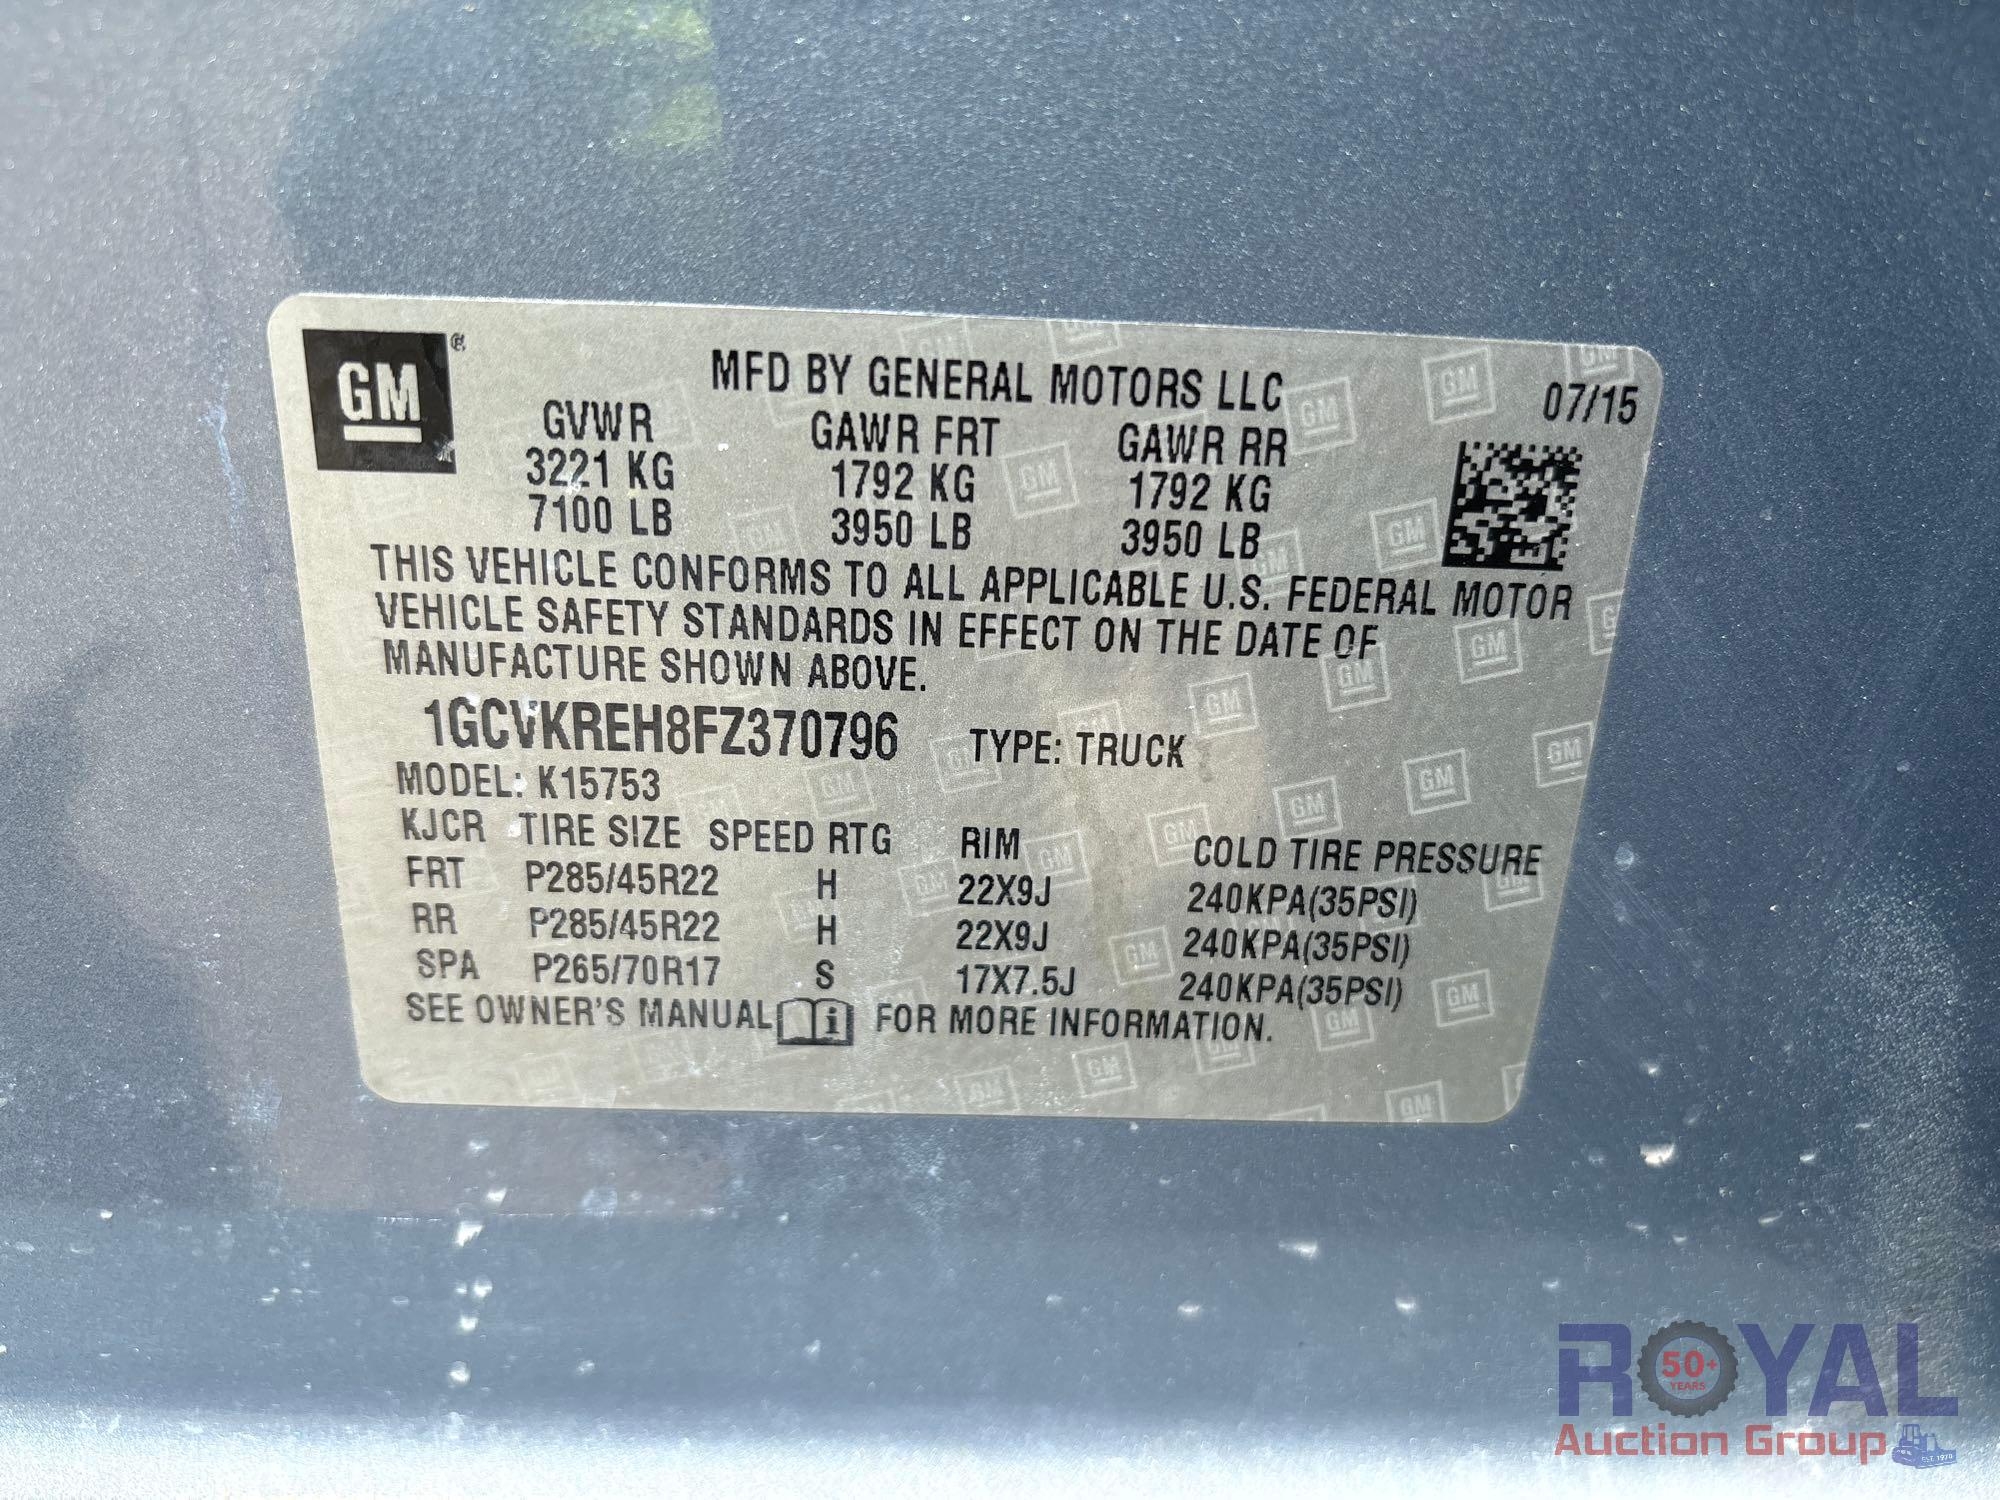 GM
MFD BY GENERAL MOTORS LLC
07/15
GVWR GAWR FRT GAWR RR
3221 KG 1792 KG 1792 KG
7100 LB 3950 LB 3950 LB
THIS VEHICLE CONFORMS TO ALL APPLICABLE U.S. FEDERAL MOTOR
VEHICLE SAFETY STANDARDS IN EFFECT ON THE DATE OF
MANUFACTURE SHOWN ABOVE.
1GCVKREH8FZ370796 TYPE: TRUCK
MODEL: K15753
KJCR TIRE SIZE SPEED RTG RIM COLD TIRE PRESSURE
FRT P285/45R22 H 22X9J 240KPA(35PSI)
RR P285/45R22 H 22X9J 240KPA(35PSI)
SPA P265/70R17 S 17X7.5J 240KPA(35PSI)
SEE OWNER'S MANUAL i FOR MORE INFORMATION.
ROYAL
50+
YEARS
Auction Group
EST. 1970